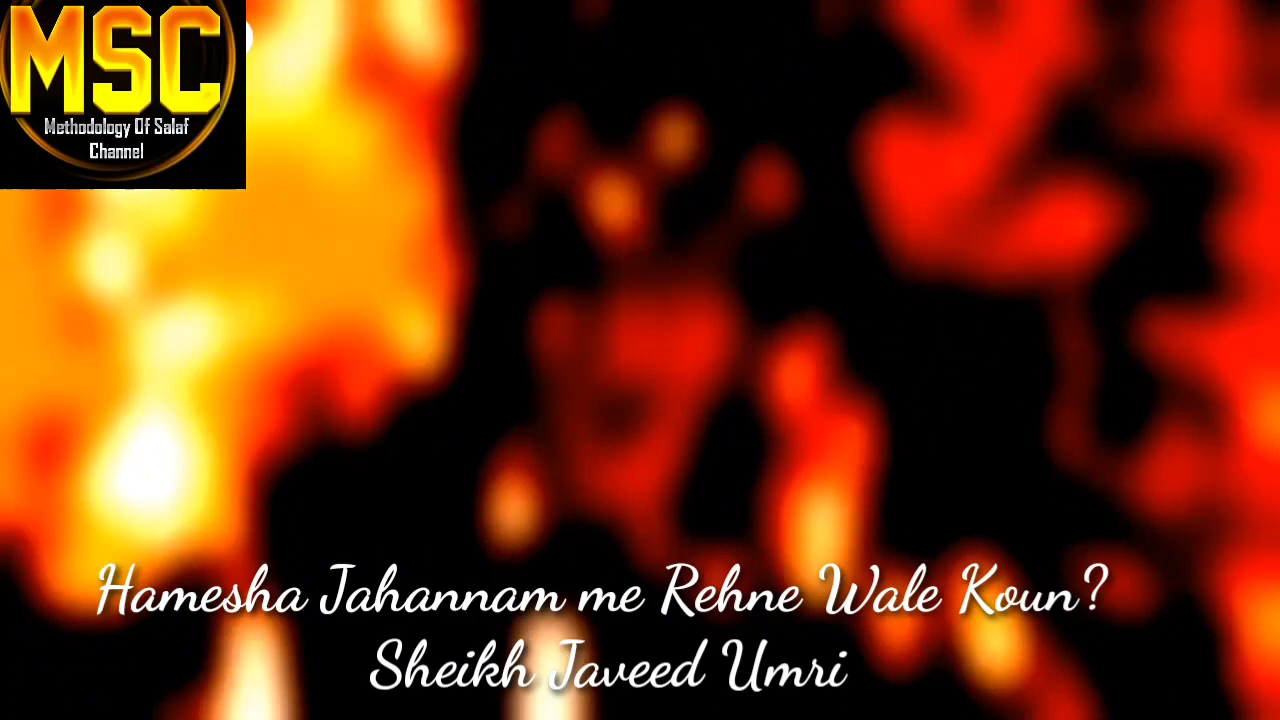 MSC
Methodology Of Salaf
Channel
Hamesha Jahannam me Rehne Wale Koun?
Sheikh Javeed Umri